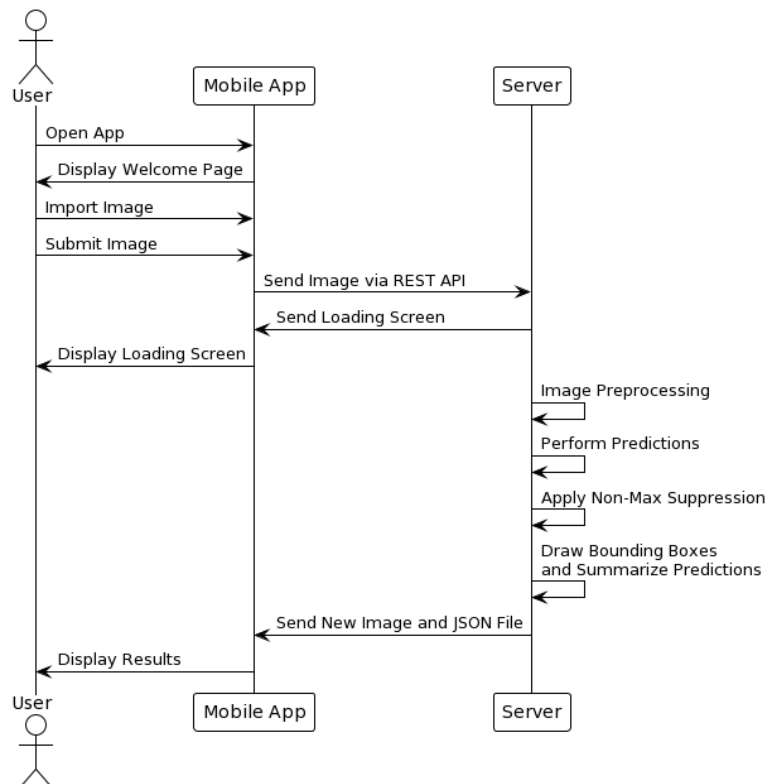 User
Mobile App
Server
Open App
Display Welcome Page
Import Image
Submit Image
Send Image via REST API
Send Loading Screen
Display Loading Screen
Image Preprocessing
Perform Predictions
Apply Non-Max Suppression
Draw Bounding Boxes
and Summarize Predictions
Send New Image and JSON File
Display Results
User
Mobile App
Server